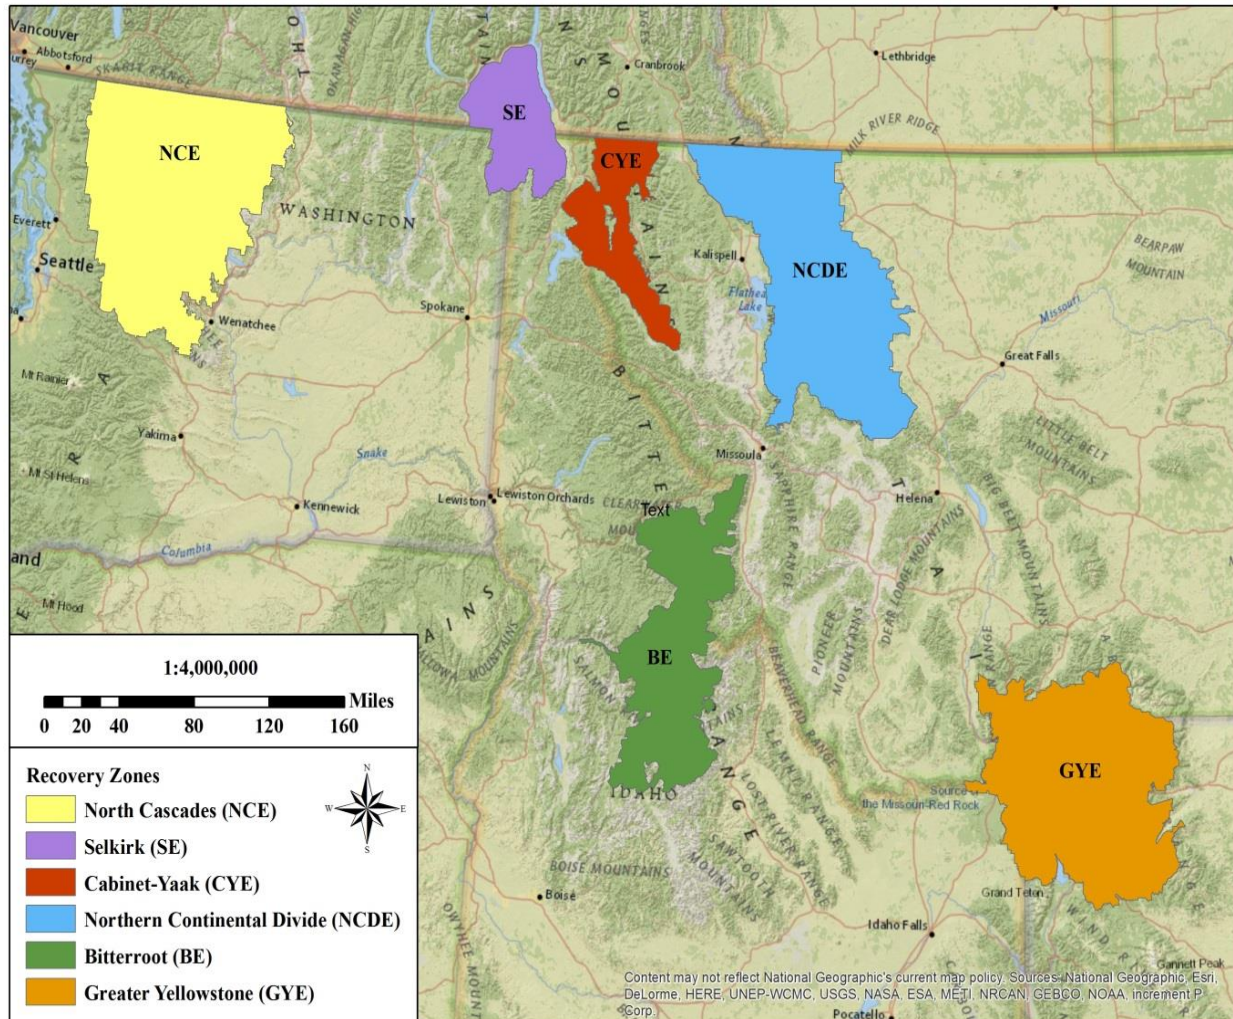 Vancouver
Abbotsford
SKAGIT RANGE
Cranbrook
Lethbridge
MILK RIVER RIDGE
SE
NCE
CYE
WASHINGTON
Everett
Seattle
Kalispell
NCDE
BEARPAW
MOUNTAIN
Flathea
Lake
Missouri
Spokane
Wenatchee
Great Falls
Mt Rainier
LITTLE BELT
MOUNTAINS
Yakima
Snake
Missoula
Mt St Helens
Lewiston
Lewiston Orchards
Helena
Kennewick
Text
SAPPHIRE RANGE
BIG BELT MOUNTAINS
Columbia
and
DEAR LODGE MOUNTAINS
Mt Hood
PIONEER
MOUNTAINS
BE
BEAVERHEAD RANGE
SALMON
LEMHI RANGE
LOST RIVER RANGE
GYE
Source of
the Missouri-Red Rock
IDAHO
SAWTOOTH
MOUNTAINS
BOISE MOUNTAINS
Boise
Grand Teton
Idaho Falls
Gannett Peak
Pocatello
1:4,000,000
Miles
0 20 40 80 120 160
Recovery Zones
N
W E
S
North Cascades (NCE)
Selkirk (SE)
Cabinet-Yaak (CYE)
Northern Continental Divide (NCDE)
Bitterroot (BE)
Greater Yellowstone (GYE)
Content may not reflect National Geographic's current map policy. Sources: National Geographic, Esri,
DeLorme, HERE, UNEP-WCMC, USGS, NASA, ESA, METI, NRCAN, GEBCO, NOAA, increment P
Corp.